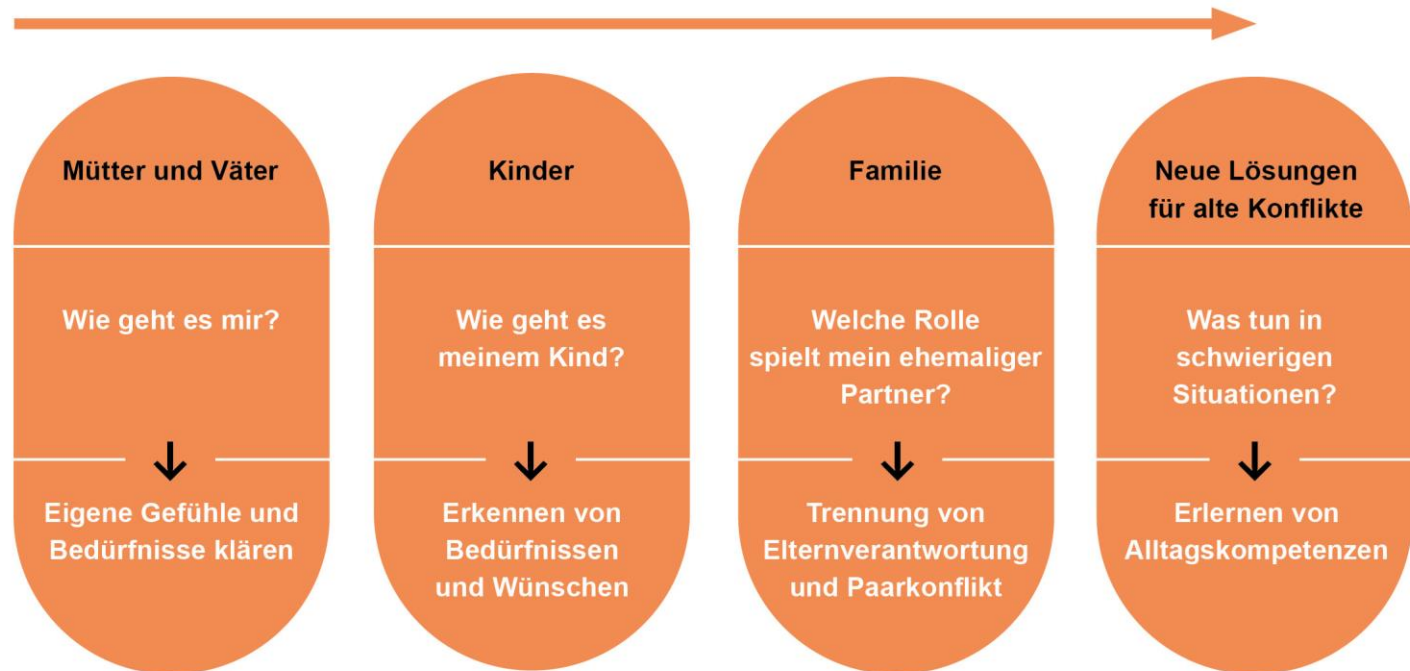 Mütter und Väter
Wie geht es mir?
Eigene Gefühle und
Bedürfnisse klären
Kinder
Wie geht es
meinem Kind?
Erkennen von
Bedürfnissen
und Wünschen
Familie
Welche Rolle
spielt mein ehemaliger
Partner?
Trennung von
Elternverantwortung
und Paarkonflikt
Neue Lösungen
für alte Konflikte
Was tun in
schwierigen
Situationen?
Erlernen von
Alltagskompetenzen